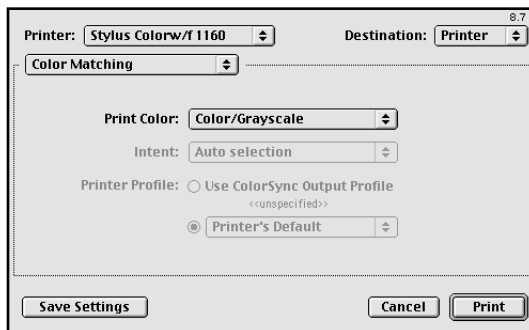 8.7
Printer: Stylus Colorw/f 1160 Destination: Printer
Color Matching
Print Color: Color/Grayscale
Intent: Auto selection
Printer Profile: Use ColorSync Output Profile
<<unspecified>>
Printer's Default
Save Settings Cancel Print